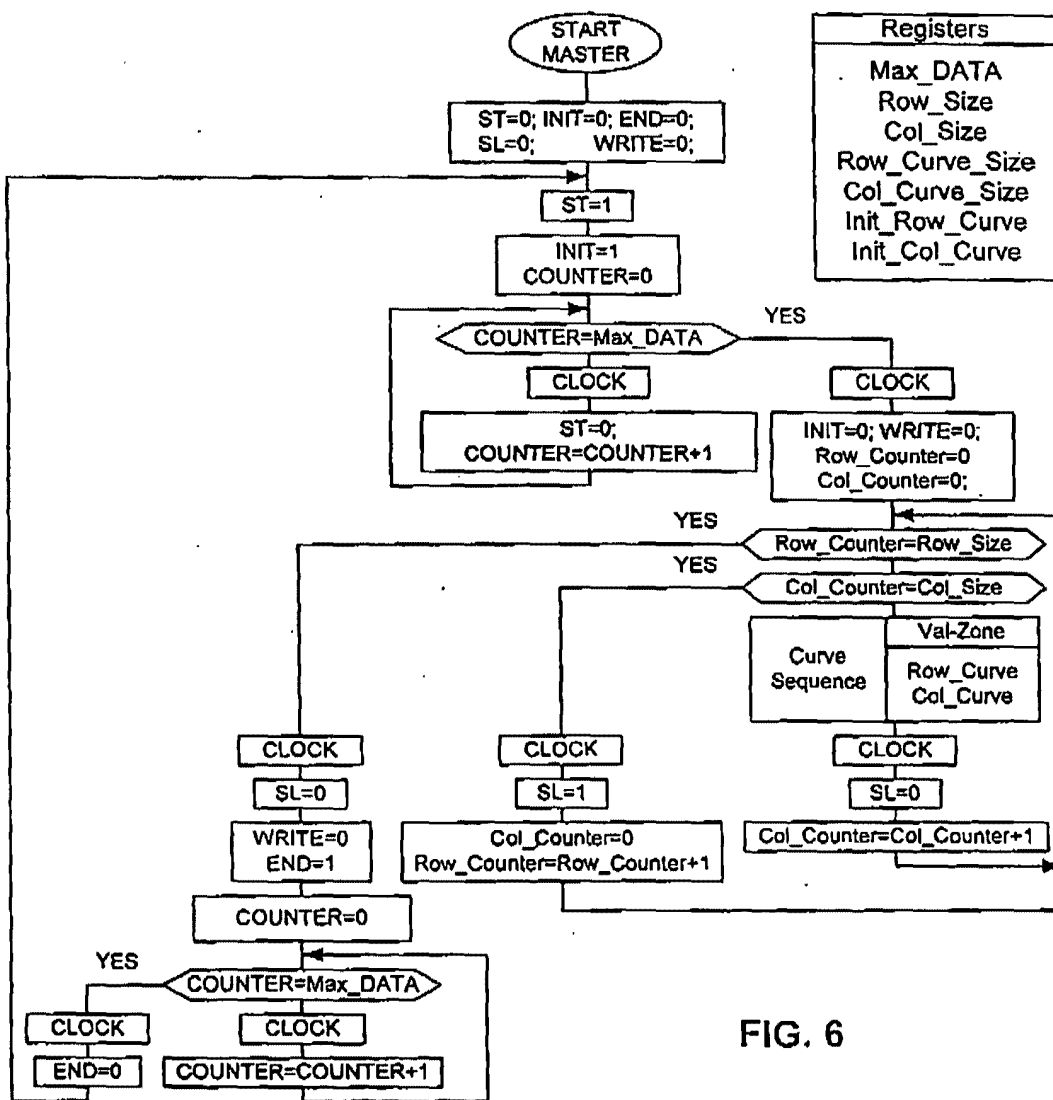 START
MASTER
ST=0; INIT=0; END=0;
SL=0; WRITE=0;
Registers
Max_DATA
Row_Size
Col_Size
Row_Curve_Size
Col_Curve_Size
Init_Row_Curve
Init_Col_Curve
ST=1
INIT=1
COUNTER=0
COUNTER=Max_DATA
YES
CLOCK
ST=0;
COUNTER=COUNTER+1
CLOCK
INIT=0; WRITE=0;
Row_Counter=0
Col_Counter=0;
YES
Row_Counter=Row_Size
YES
Col_Counter=Col_Size
Curve
Sequence
Val-Zone
Row_Curve
Col_Curve
CLOCK
SL=0
WRITE=0
END=1
COUNTER=0
CLOCK
SL=1
Col_Counter=0
Row_Counter=Row_Counter+1
CLOCK
SL=0
Col_Counter=Col_Counter+1
YES
COUNTER=Max_DATA
CLOCK
END=0
CLOCK
COUNTER=COUNTER+1
FIG. 6